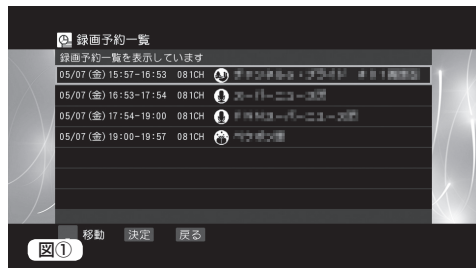 録画予約一覧
録画予約一覧を表示して います
05/07(金)15:57-16:53 081CH
05/07(金)16:53-17:54 081CH
05/07(金)17:54-19:00 081CH
05/07(金)19:00-19:57 081CH
移動 決定 戻る
図①